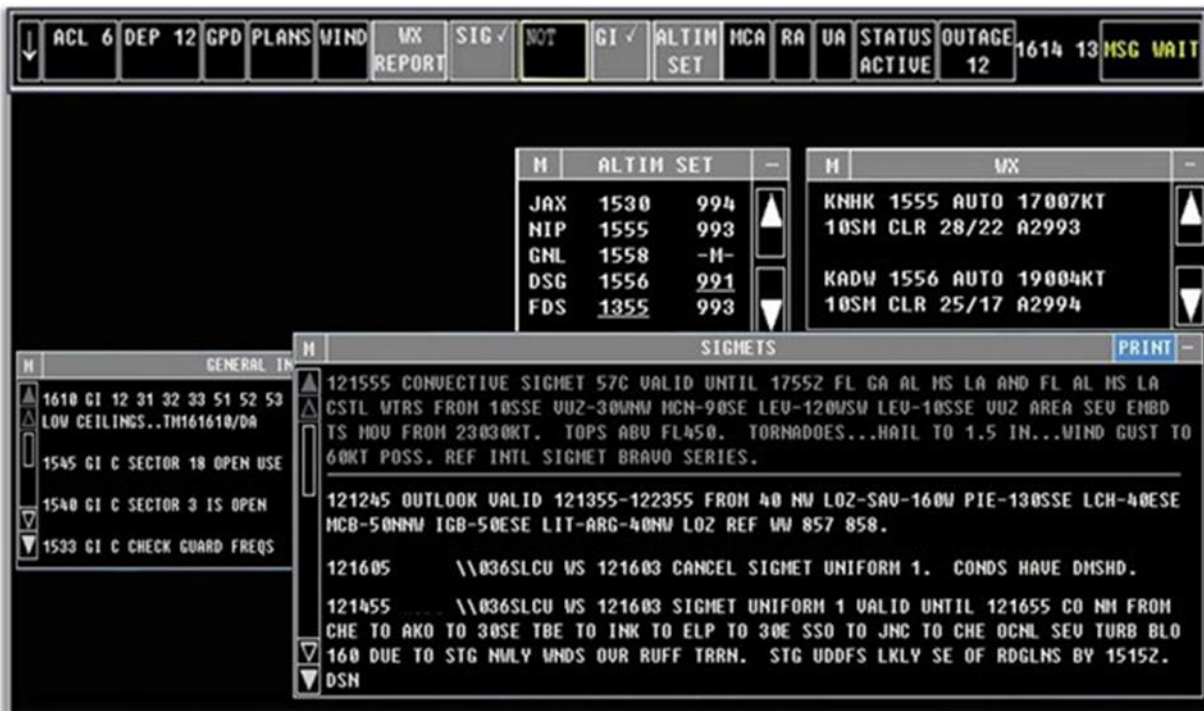 ACL 6 DEP 12 GPD PLANS WIND WX REPORT SIG ✓ NOT GI ✓ ALTIM SET MCA RA UA STATUS ACTIVE OUTAGE 12 1614 13 MSG WAIT
M ALTIM SET —
JAX 1530 994
NIP 1555 993
GNL 1558 -M-
DSG 1556 991
FDS 1355 993
M WX —
KNHK 1555 AUTO 17007KT
10SM CLR 28/22 A2993
KADW 1556 AUTO 19004KT
10SM CLR 25/17 A2994
M GENERAL IN
1610 GI 12 31 32 33 51 52 53
LOW CEILINGS..TM161610/DA
1545 GI C SECTOR 18 OPEN USE
1540 GI C SECTOR 3 IS OPEN
1533 GI C CHECK GUARD FREQS
M SIGMETS PRINT —
121555 CONVECTIVE SIGMET 57C VALID UNTIL 1755Z FL GA AL MS LA AND FL AL MS LA
CSTL WTRS FROM 10SSE VUZ-30WNW MCN-90SE LEV-120WSW LEV-10SSE VUZ AREA SEV EMBD
TS MOV FROM 23030KT. TOPS ABV FL450. TORNADOES...HAIL TO 1.5 IN...WIND GUST TO
60KT POSS. REF INTL SIGMET BRAVO SERIES.
121245 OUTLOOK VALID 121355-122355 FROM 40 NW LOZ-SAV-160W PIE-130SSE LCH-40ESE
MCB-50NNW IGB-50ESE LIT-ARG-40NW LOZ REF WW 857 858.
121605 \\036SLCU WS 121603 CANCEL SIGMET UNIFORM 1. CONDS HAVE DMSHD.
121455 \\036SLCU WS 121603 SIGMET UNIFORM 1 VALID UNTIL 121655 CO NM FROM
CHE TO AKO TO 30SE TBE TO INK TO ELP TO 30E SSO TO JNC TO CHE OCNL SEV TURB BLO
160 DUE TO STG NWLY WNDS OVR RUFF TRRN. STG UDDFS LKLY SE OF RDGLNS BY 1515Z.
DSN